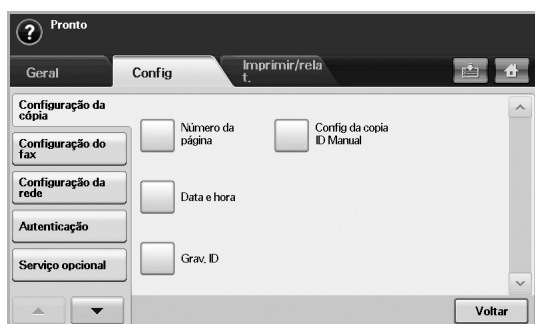 ?
Pronto
Geral
Config
Imprimir/rela
t.
Configuração da
cópia
Configuração do
fax
Configuração da
rede
Autenticação
Serviço opcional
Número da
página
Config da copia
ID Manual
Data e hora
Grav. ID
Voltar